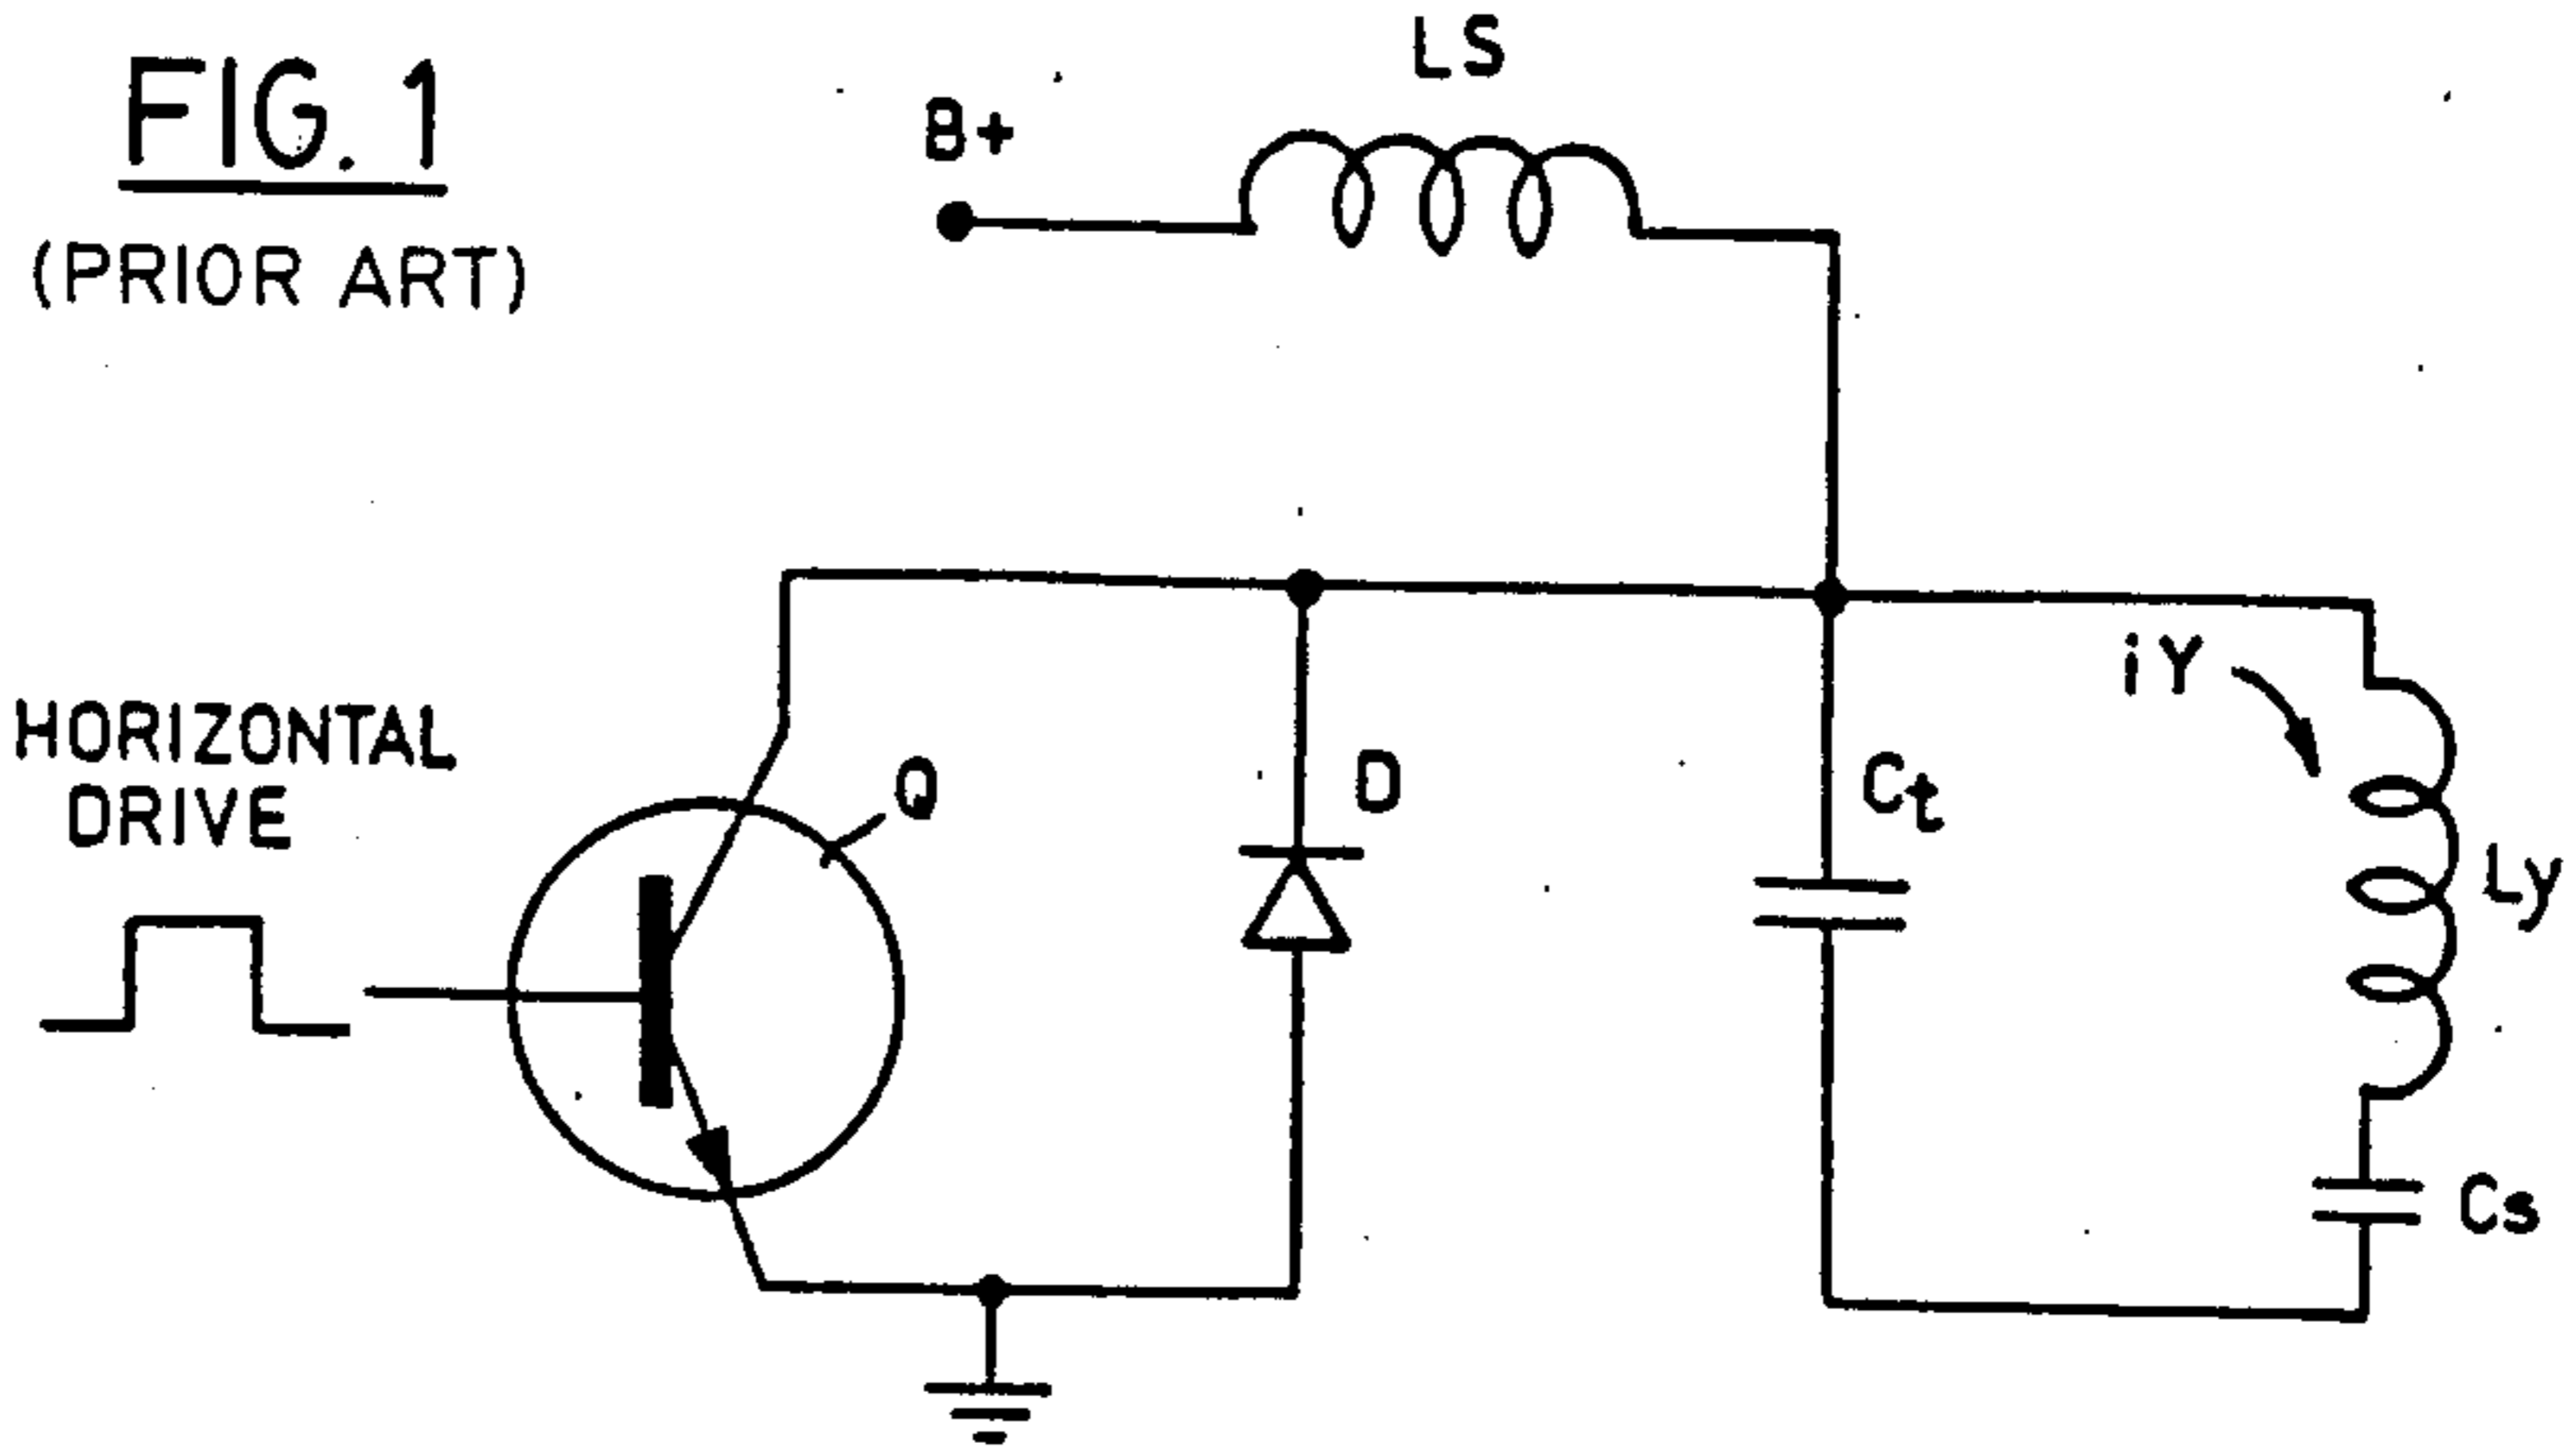 FIG. 1
(PRIOR ART)
LS
B+
iY
HORIZONTAL
DRIVE
Q
D
Ct
Ly
Cs